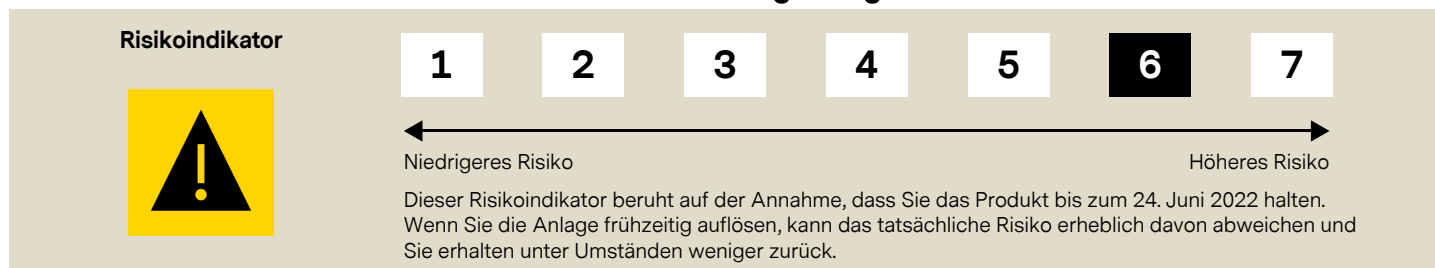 Risikoindikator
1 2 3 4 5 6 7
Niedrigeres Risiko
Höheres Risiko
Dieser Risikoindikator beruht auf der Annahme, dass Sie das Produkt bis zum 24. Juni 2022 halten.
Wenn Sie die Anlage frühzeitig auflösen, kann das tatsächliche Risiko erheblich davon abweichen und
Sie erhalten unter Umständen weniger zurück.